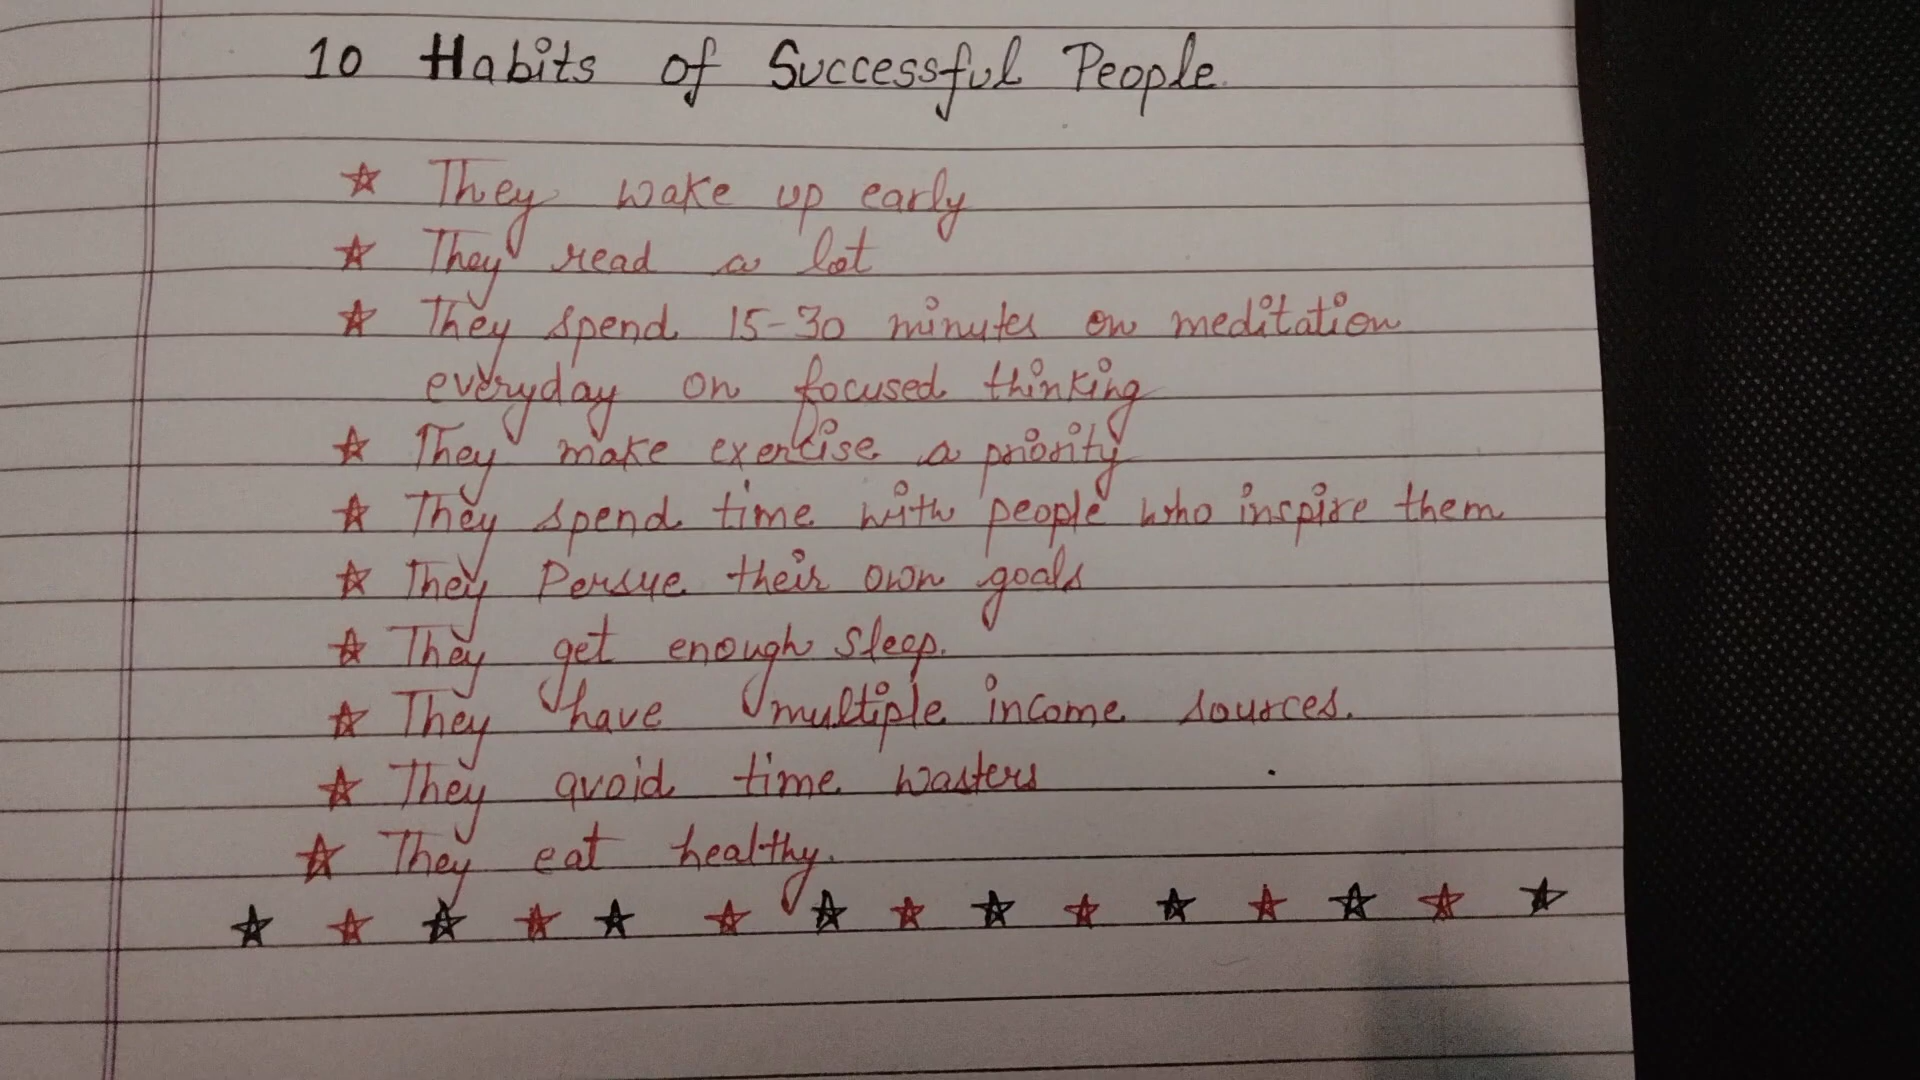 10 Habits of Successful People.
☆ They wake up early
☆ They read a lot
☆ They spend 15-30 minutes on meditation
everyday on focused thinking
☆ They make exercise a priority
☆ They spend time with people who inspire them
☆ They Persue their own goals
☆ They get enough sleep.
☆ They have multiple income sources.
☆ They avoid time wasters
☆ They eat healthy.